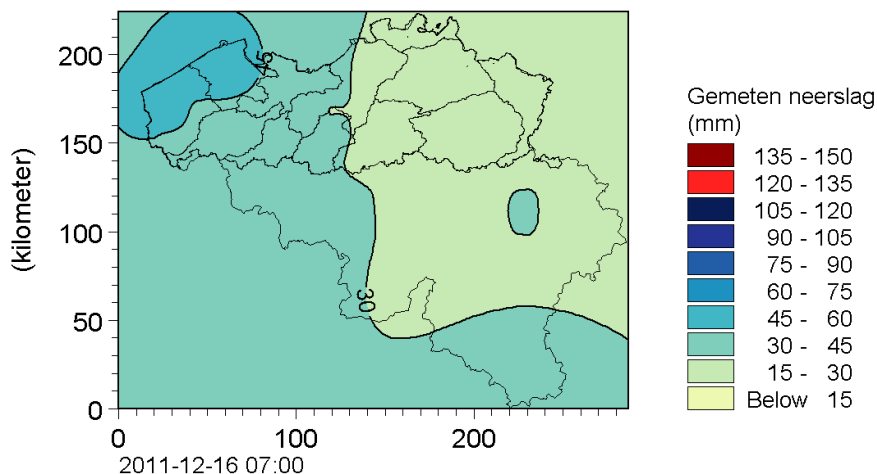 200
150
100
50
0
(kilometer)
0
100
200
2011-12-16 07:00
45
30
Gemeten neerslag
(mm)
135 - 150
120 - 135
105 - 120
90 - 105
75 - 90
60 - 75
45 - 60
30 - 45
15 - 30
Below 15